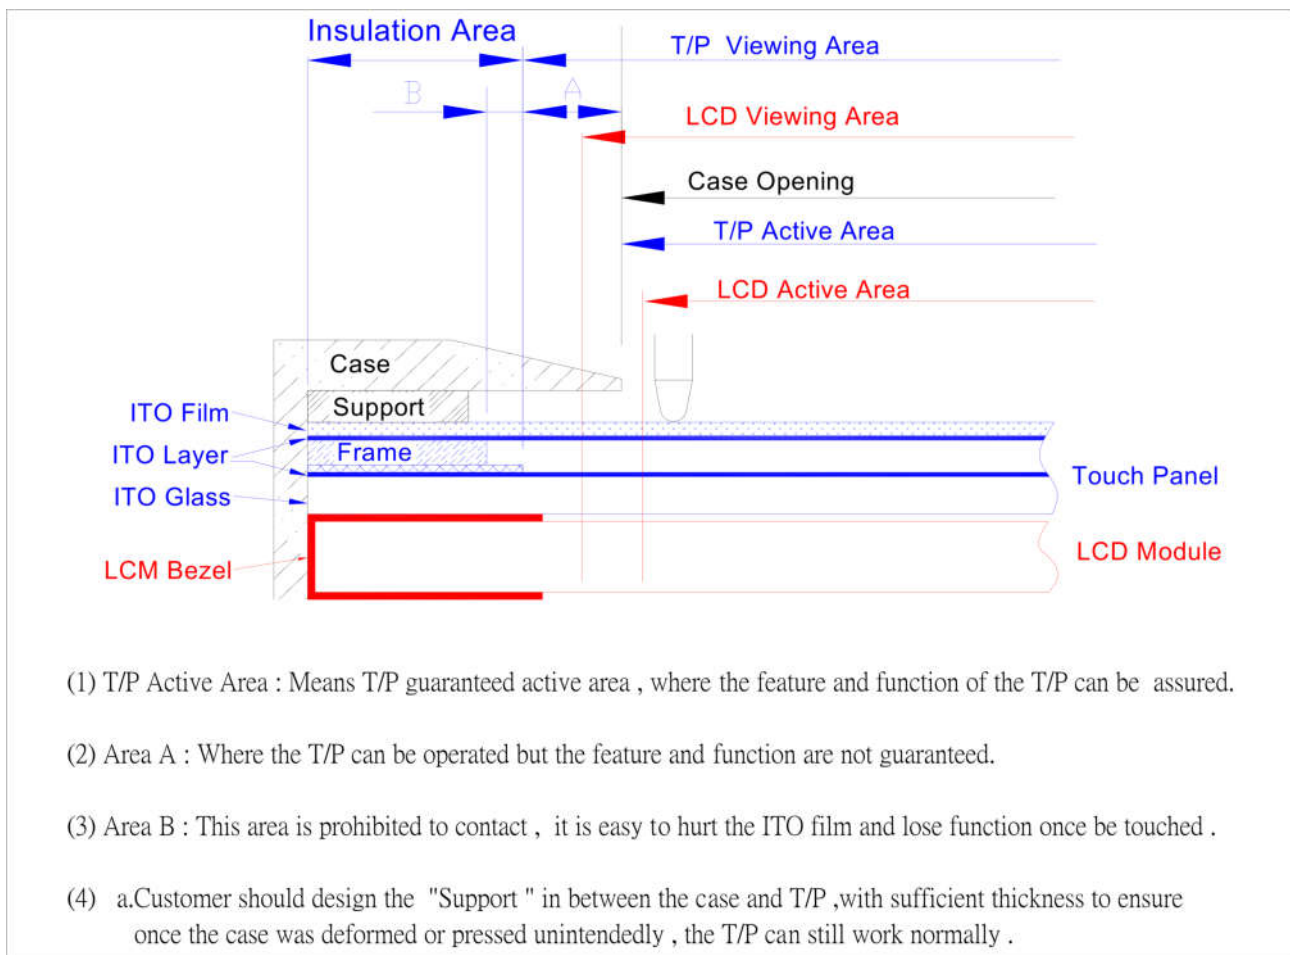 Insulation Area
T/P Viewing Area
B
A
LCD Viewing Area
Case Opening
T/P Active Area
LCD Active Area
Case
Support
ITO Film
Frame
ITO Layer
Touch Panel
ITO Glass
LCD Module
LCM Bezel
(1) T/P Active Area : Means T/P guaranteed active area , where the feature and function of the T/P can be assured.
(2) Area A : Where the T/P can be operated but the feature and function are not guaranteed.
(3) Area B : This area is prohibited to contact , it is easy to hurt the ITO film and lose function once be touched .
(4) a.Customer should design the "Support " in between the case and T/P ,with sufficient thickness to ensure
once the case was deformed or pressed unintendedly , the T/P can still work normally .